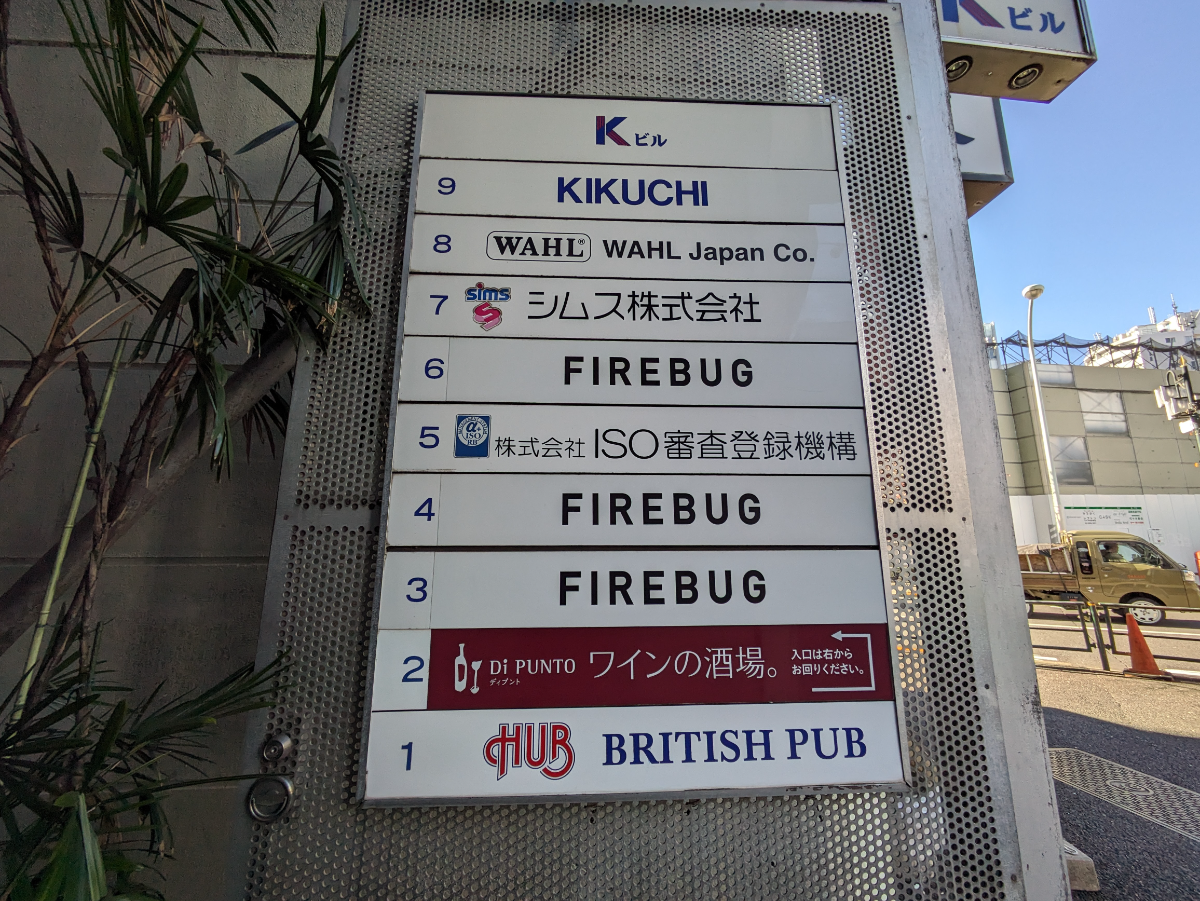 K ビル
K ビル
9 KIKUCHI
8 WAHL® WAHL Japan Co.
7 sims S シムス株式会社
6 FIREBUG
5 α+ ISO RB 株式会社 ISO審査登録機構
4 FIREBUG
3 FIREBUG
2 Di PUNTO ディプント ワインの酒場。 入口は右から お回りください。
1 HUB BRITISH PUB